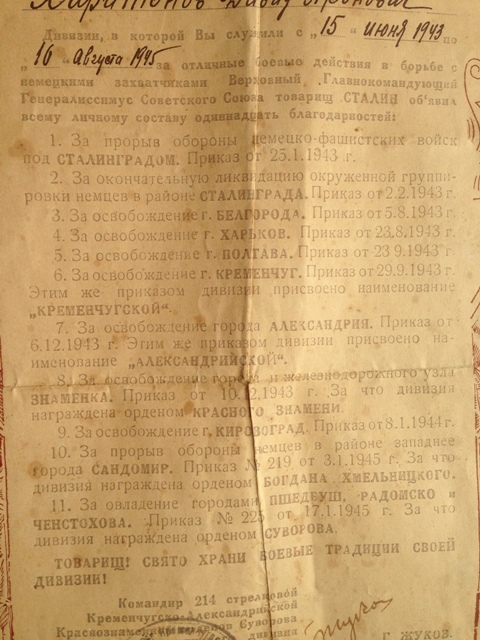 Харитонов Давид
Дивизии, в которой Вы служили с „15" июня 1943
по „16" Августа 1945 за отличные боевые действия в борьбе с
немецкими захватчиками Верховный Главнокомандующий
Генералиссимус Советского Союза товарищ СТАЛИН об'явил
всему личному составу одиннадцать благодарностей:
1. За прорыв обороны немецко-фашистских войск
под СТАЛИНГРАДОМ. Приказ от 25.1.1943 г.
2. За окончательную ликвидацию окруженной группи-
ровки немцев в районе СТАЛИНГРАДА. Приказ от 2.2.1943 г.
3. За освобождение г. БЕЛГОРОДА. Приказ от 5.8.1943 г.
4. За освобождение г. ХАРЬКОВ. Приказ от 23.8.1943 г.
5. За освобождение г. ПОЛТАВА. Приказ от 23 9.1943 г.
6. За освобождение г. КРЕМЕНЧУГ. Приказ от 29.9.1943 г.
Этим же приказом дивизии присвоено наименование
„КРЕМЕНЧУГСКОЙ".
7. За освобождение города АЛЕКСАНДРИЯ. Приказ от
6.12.1943 г. Этим же приказом дивизии присвоено на-
именование „АЛЕКСАНДРИЙСКОЙ".
8. За освобождение города и железнодорожного узла
ЗНАМЕНКА. Приказ от 10.12.1943 г. За что дивизия
награждена орденом КРАСНОГО ЗНАМЕНИ.
9. За освобождение г. КИРОВОГРАД. Приказ от 8.1.1944 г.
10. За прорыв обороны немцев в районе западнее
города САНДОМИР. Приказ № 219 от 3.1.1945 г. За что
дивизия награждена орденом БОГДАНА ХМЕЛЬНИЦКОГО.
11. За овладение городами ПШЕДБУШ, РАДОМСКО и
ЧЕНСТОХОВА. Приказ № 225 от 17.1.1945 г. За что
дивизия награждена орденом СУВОРОВА.
ТОВАРИЩ! СВЯТО ХРАНИ БОЕВЫЕ ТРАДИЦИИ СВОЕЙ
ДИВИЗИИ!
Командир 214 стрелковой
Кременчугско-Александрийской
Краснознаменной орденов Суворова
дивизии
Г. ЖУКОВ.